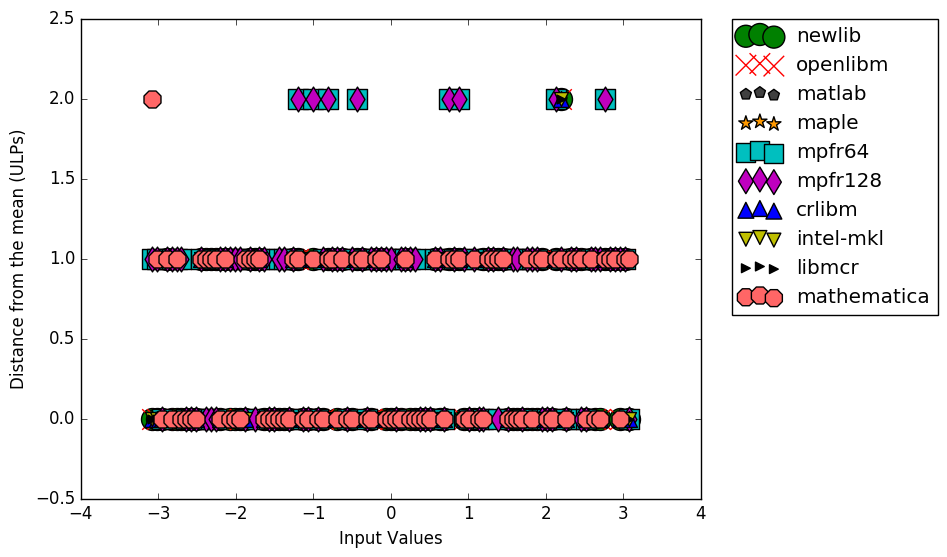 2.5
2.0
1.5
1.0
0.5
0.0
−0.5
−4 −3 −2 −1 0 1 2 3 4
Distance from the mean (ULPs)
Input Values
newlib
openlibm
matlab
maple
mpfr64
mpfr128
crlibm
intel-mkl
libmcr
mathematica